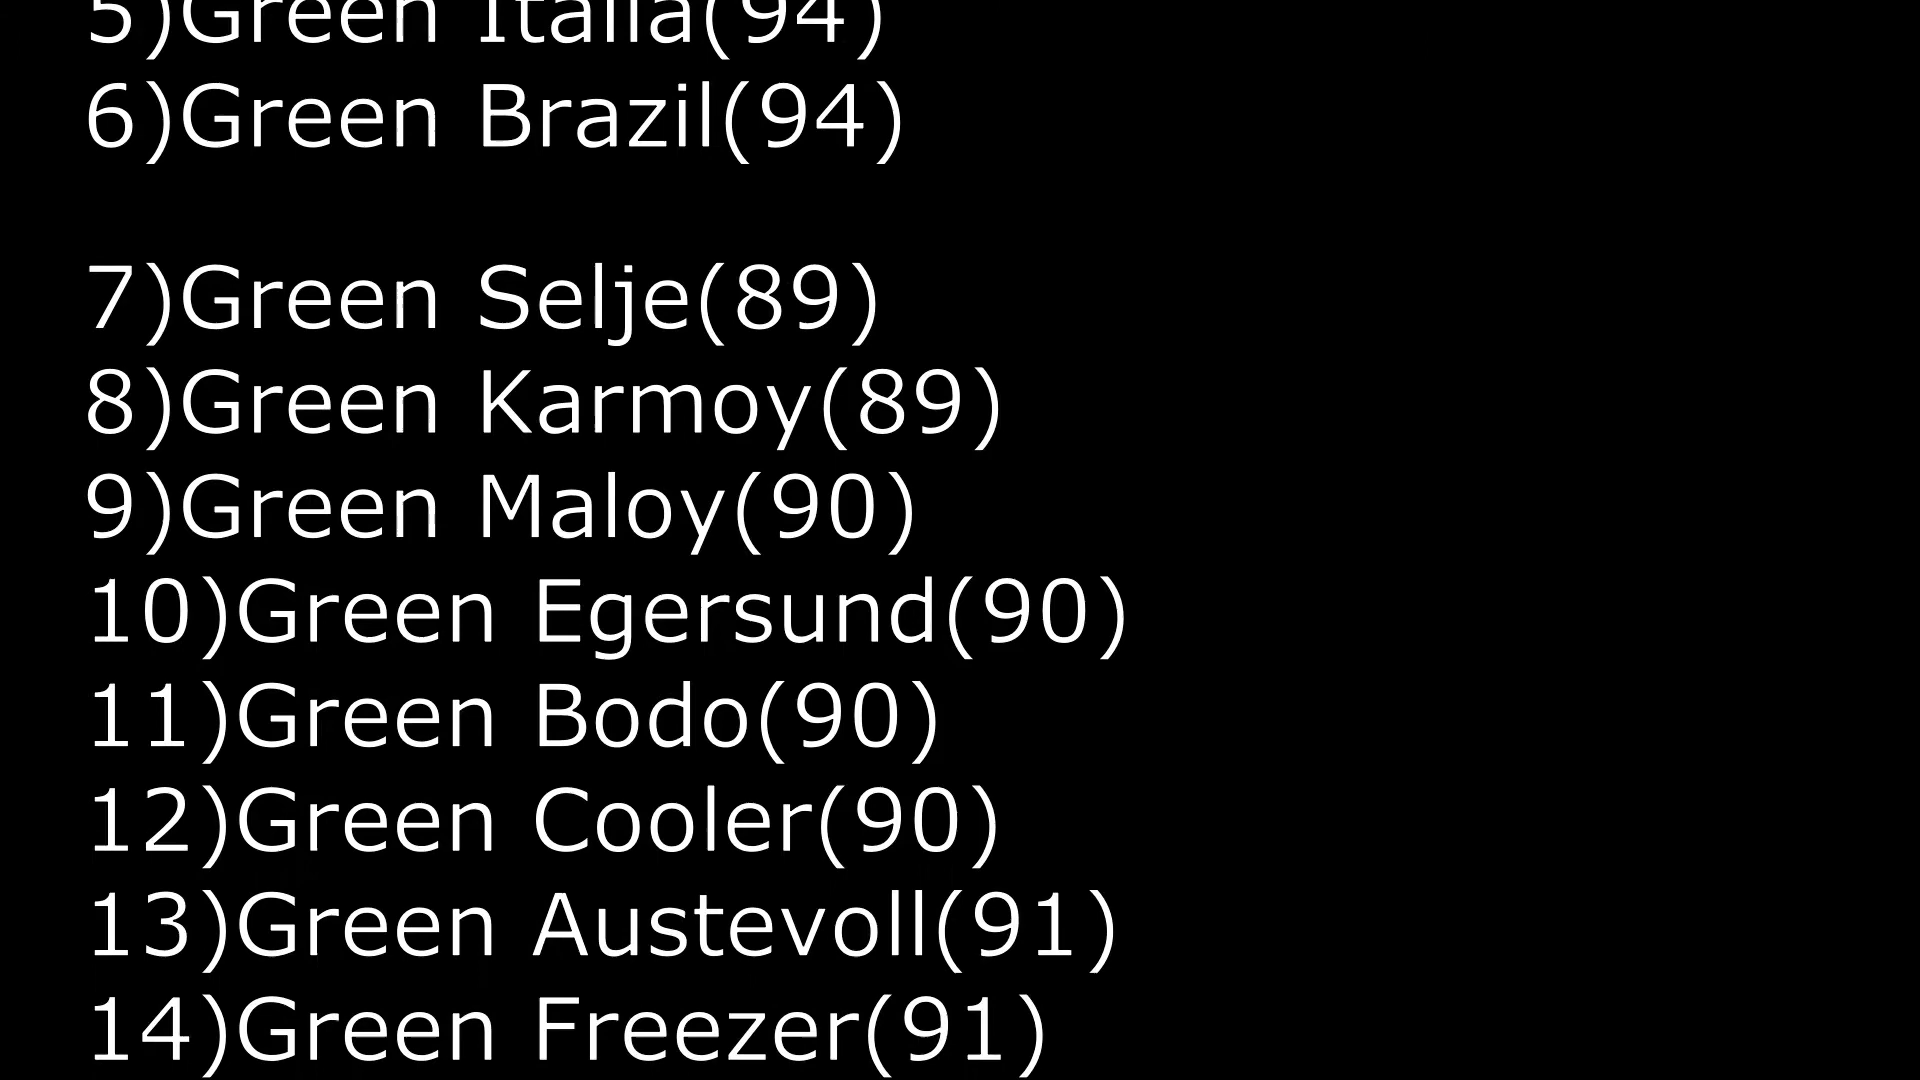 5)Green Italia(94)
6)Green Brazil(94)
7)Green Selje(89)
8)Green Karmoy(89)
9)Green Maloy(90)
10)Green Egersund(90)
11)Green Bodo(90)
12)Green Cooler(90)
13)Green Austevoll(91)
14)Green Freezer(91)